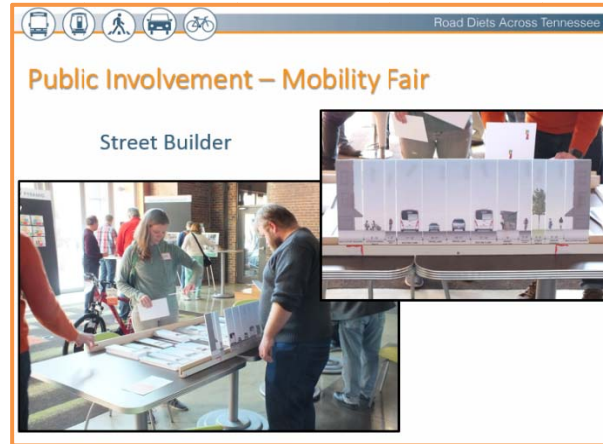 Road Diets Across Tennessee
Public Involvement – Mobility Fair
Street Builder